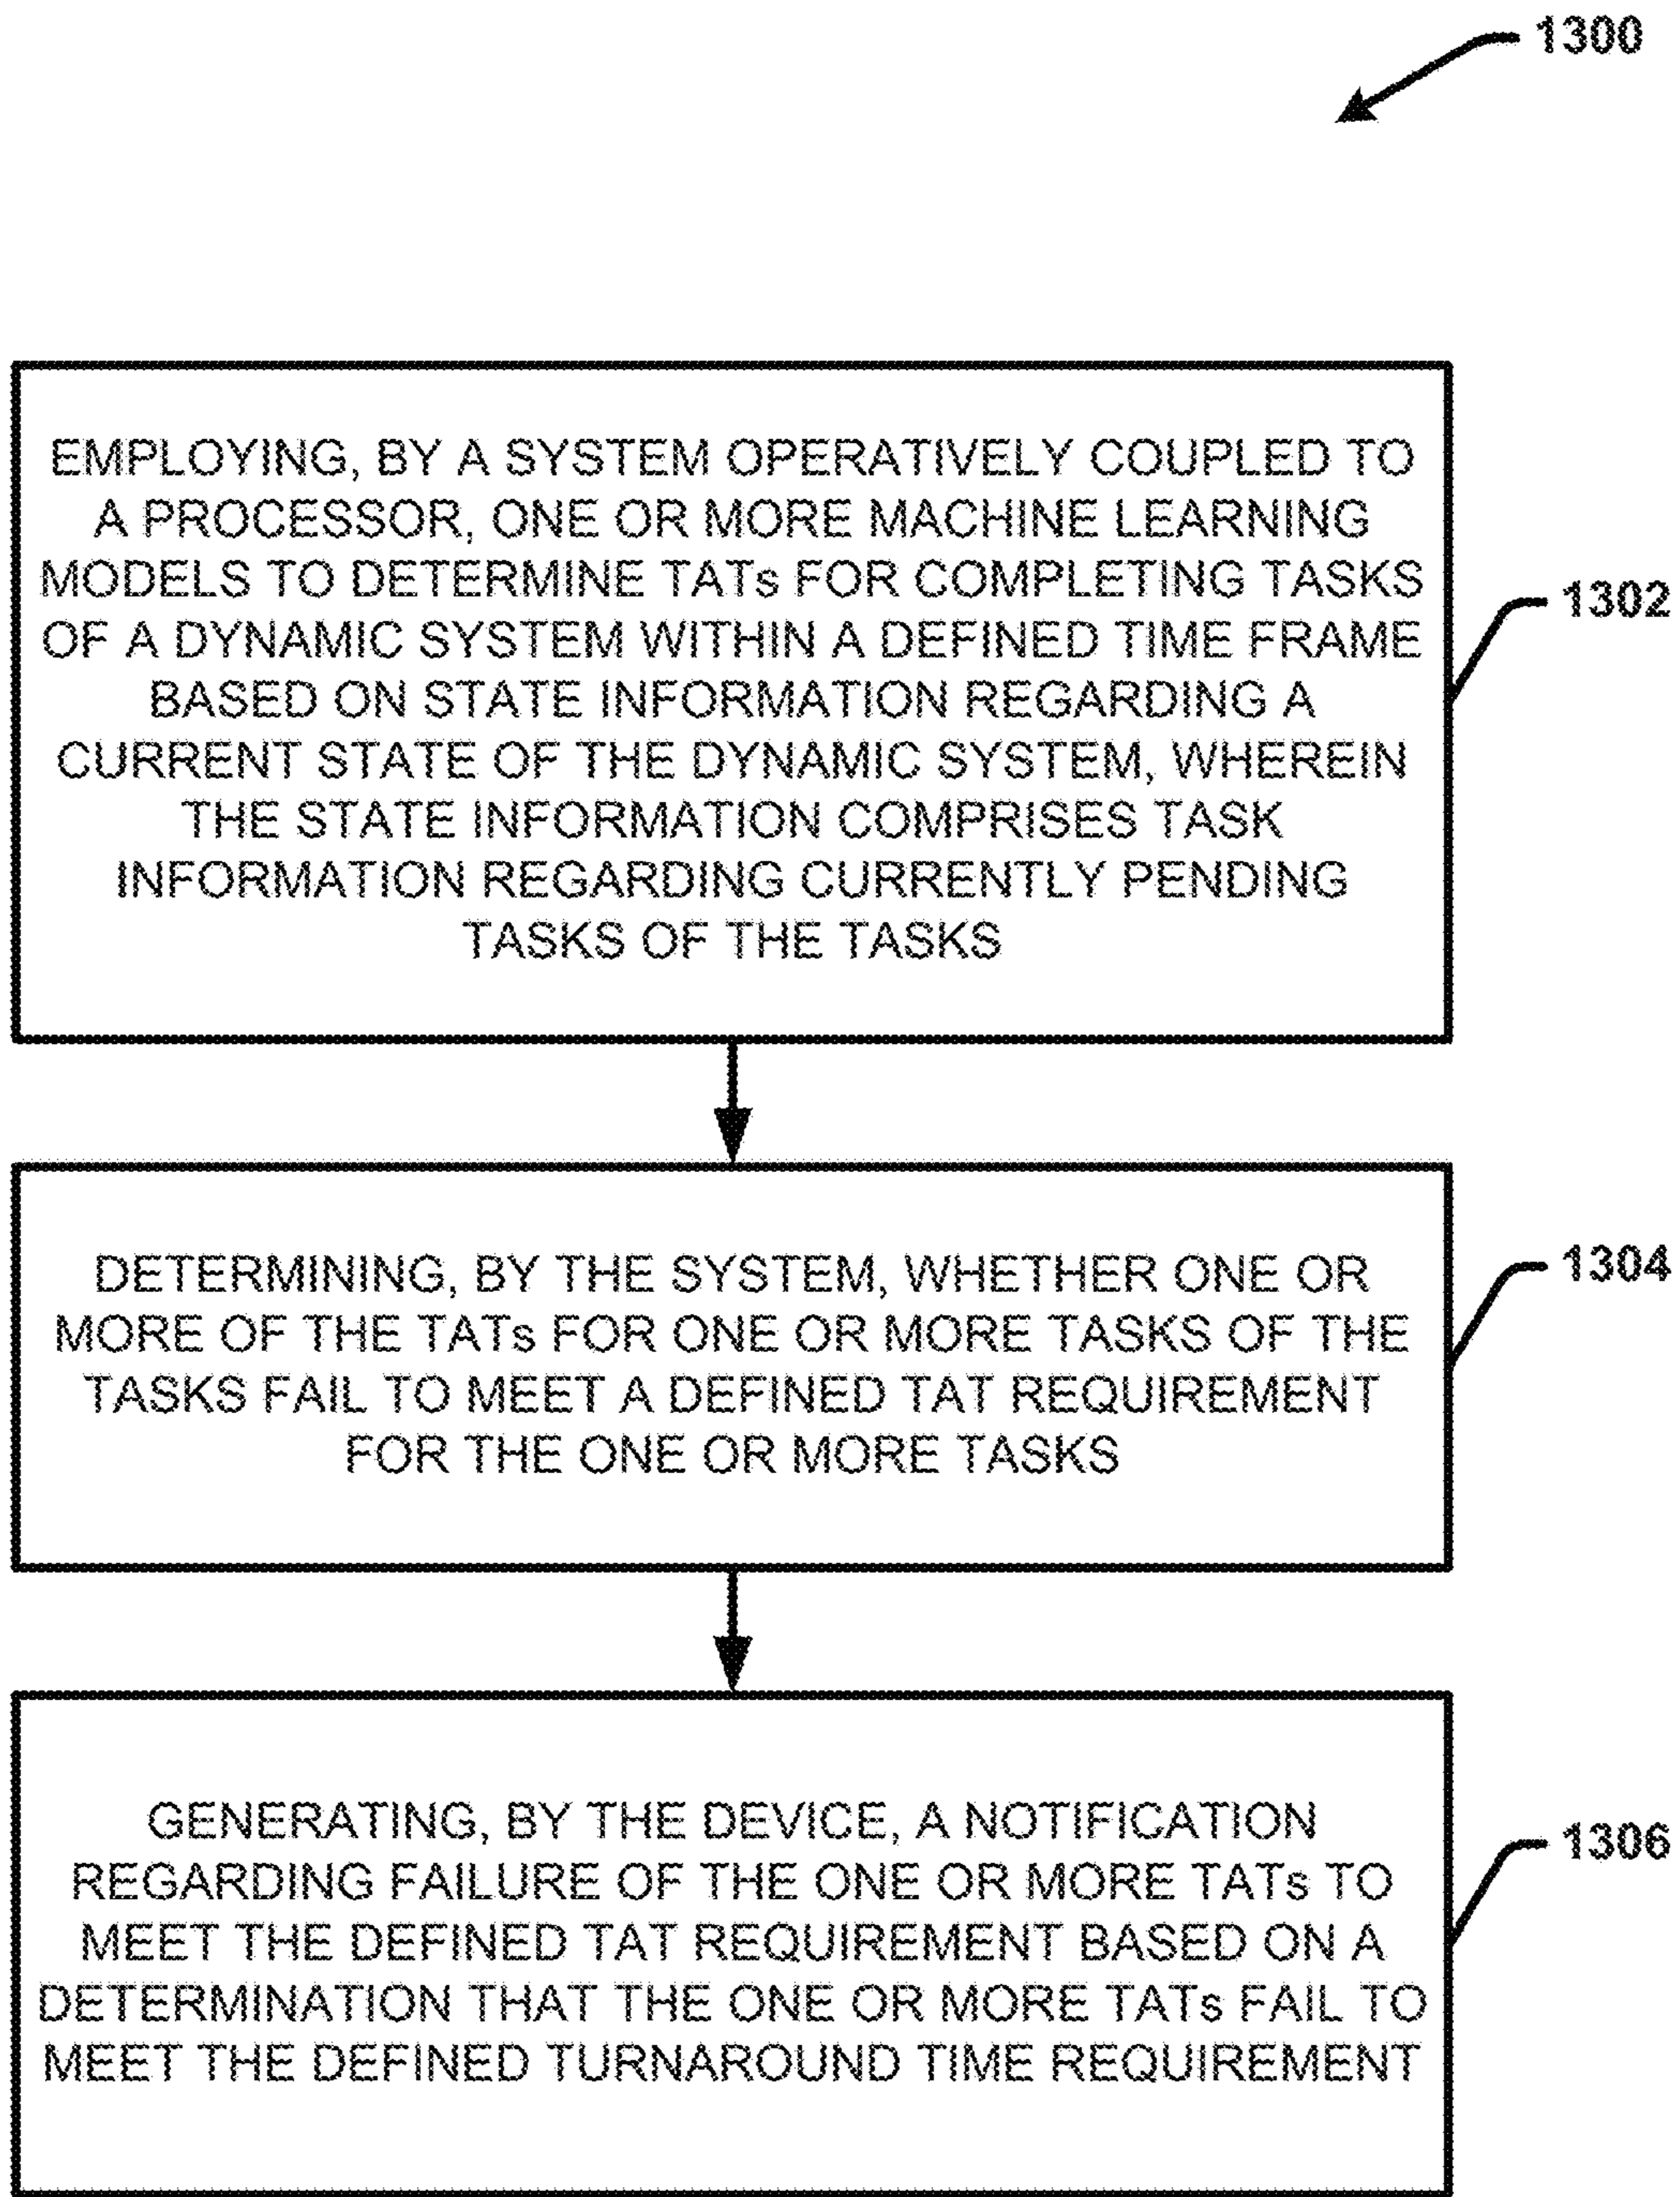 1300
EMPLOYING, BY A SYSTEM OPERATIVELY COUPLED TO
A PROCESSOR, ONE OR MORE MACHINE LEARNING
MODELS TO DETERMINE TATs FOR COMPLETING TASKS
OF A DYNAMIC SYSTEM WITHIN A DEFINED TIME FRAME
BASED ON STATE INFORMATION REGARDING A
CURRENT STATE OF THE DYNAMIC SYSTEM, WHEREIN
THE STATE INFORMATION COMPRISES TASK
INFORMATION REGARDING CURRENTLY PENDING
TASKS OF THE TASKS
1302
DETERMINING, BY THE SYSTEM, WHETHER ONE OR
MORE OF THE TATs FOR ONE OR MORE TASKS OF THE
TASKS FAIL TO MEET A DEFINED TAT REQUIREMENT
FOR THE ONE OR MORE TASKS
1304
GENERATING, BY THE DEVICE, A NOTIFICATION
REGARDING FAILURE OF THE ONE OR MORE TATs TO
MEET THE DEFINED TAT REQUIREMENT BASED ON A
DETERMINATION THAT THE ONE OR MORE TATs FAIL TO
MEET THE DEFINED TURNAROUND TIME REQUIREMENT
1306